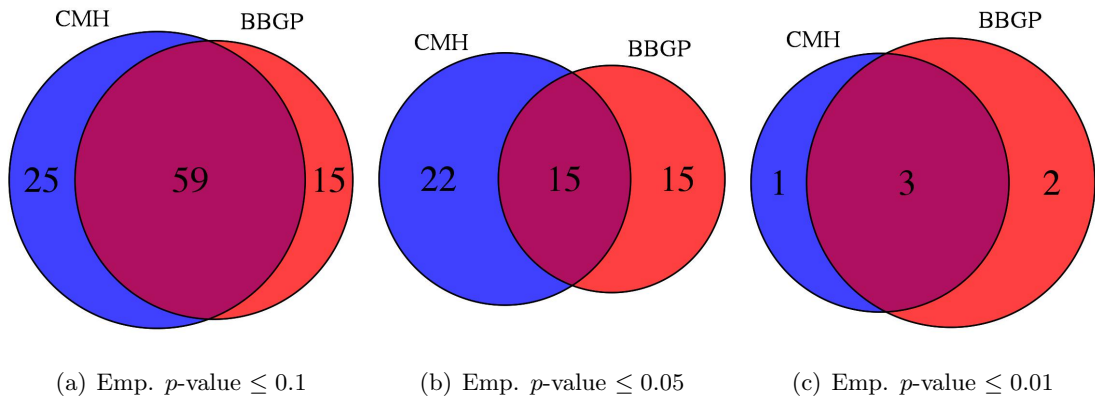 CMH BBGP
25 59 15
CMH BBGP
22 15 15
CMH BBGP
1 3 2
(a) Emp. p-value ≤ 0.1
(b) Emp. p-value ≤ 0.05
(c) Emp. p-value ≤ 0.01